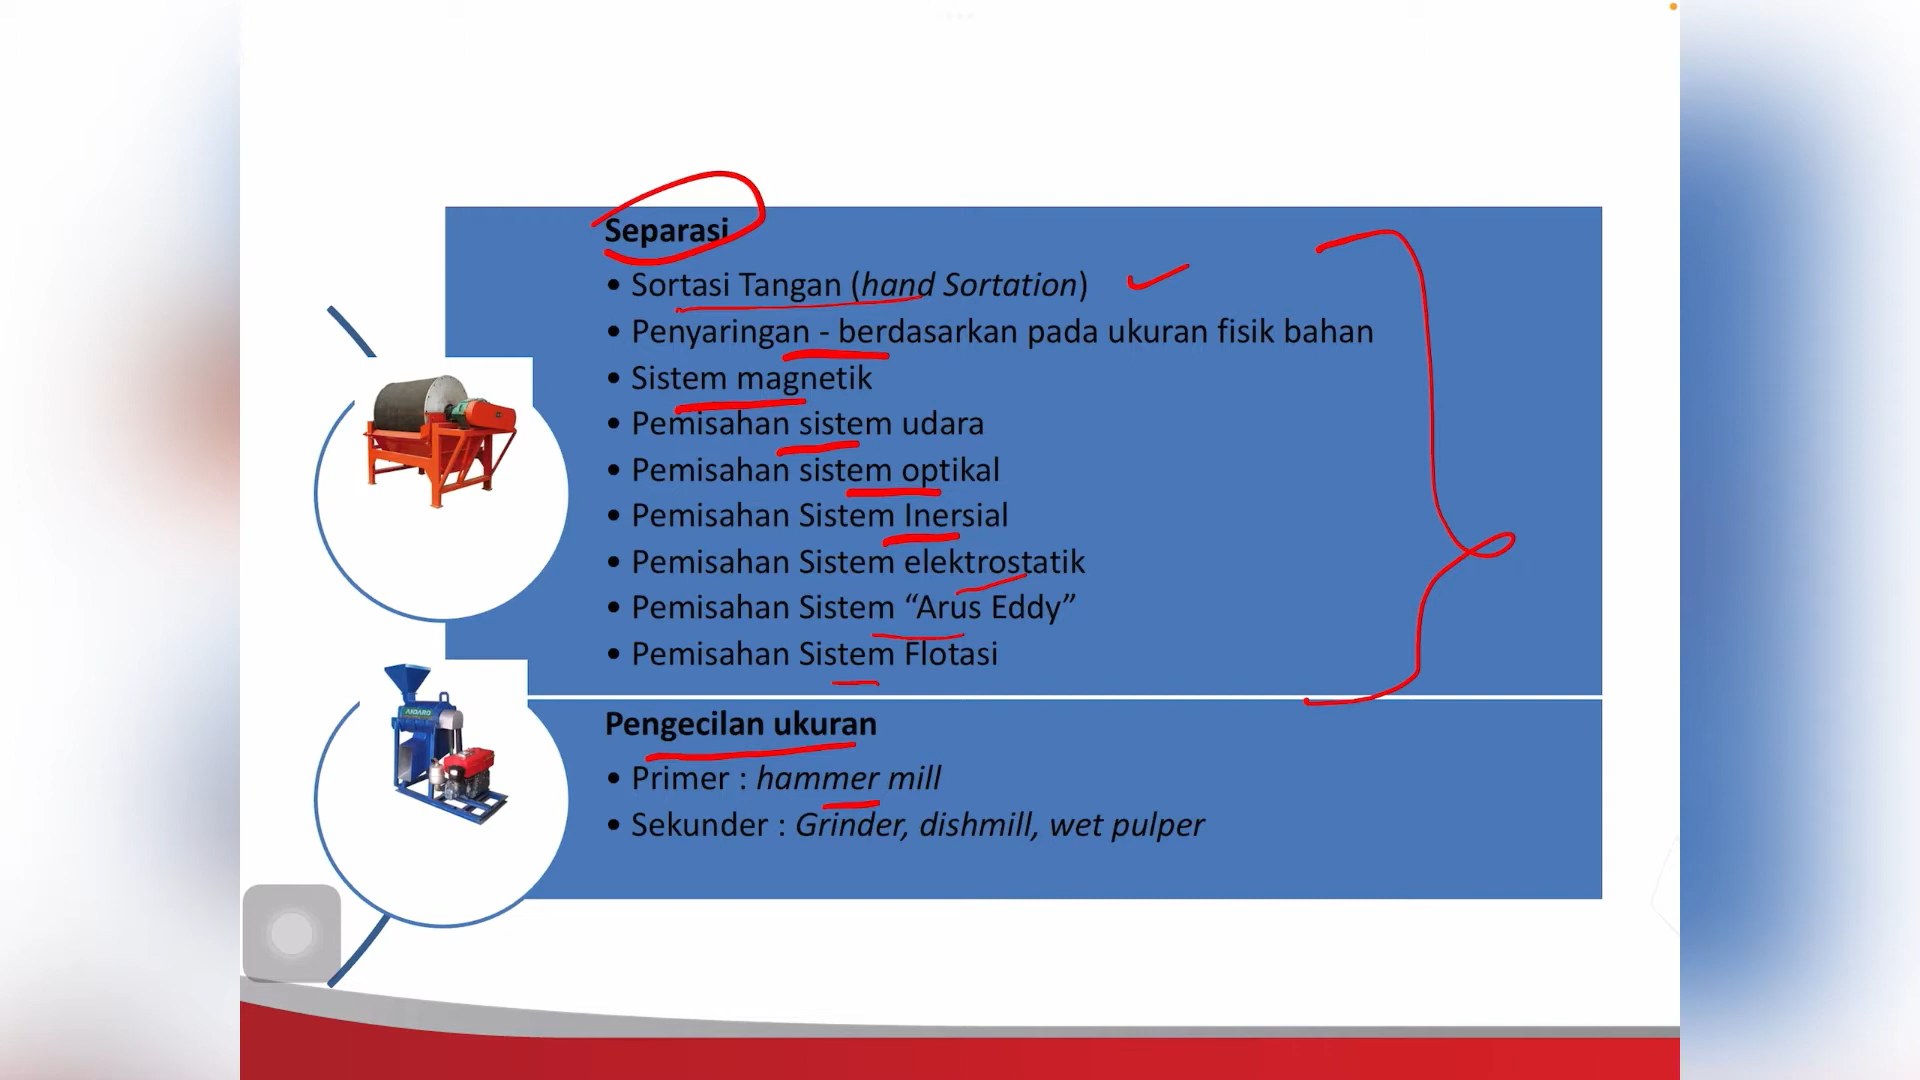 Separasi
• Sortasi Tangan (hand Sortation)
• Penyaringan - berdasarkan pada ukuran fisik bahan
• Sistem magnetik
• Pemisahan sistem udara
• Pemisahan sistem optikal
• Pemisahan Sistem Inersial
• Pemisahan Sistem elektrostatik
• Pemisahan Sistem “Arus Eddy”
• Pemisahan Sistem Flotasi
Pengecilan ukuran
• Primer : hammer mill
• Sekunder : Grinder, dishmill, wet pulper